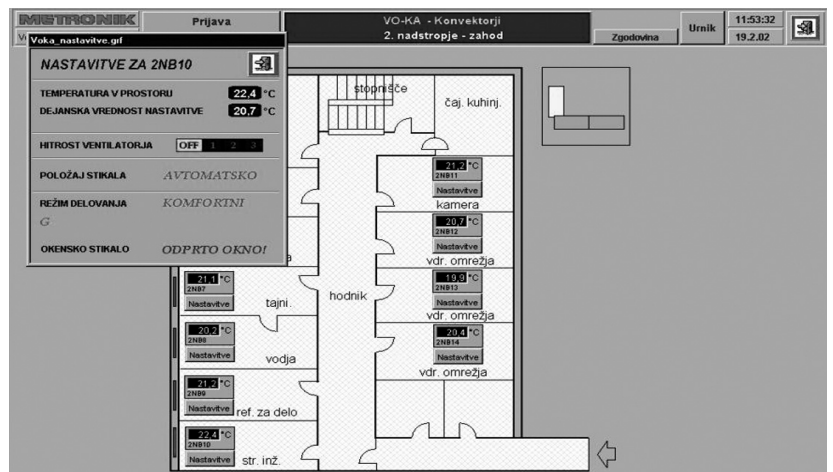 METRONIK
Prijava
VO-KA - Konvektorji
2. nadstropje - zahod
Zgodovina
Urnik
11:53:32
19.2.02
Voka_nastavitve.grf
NASTAVITVE ZA 2NB10
TEMPERATURA V PROSTORU 22,4 °C
DEJANSKA VREDNOST NASTAVITVE 20,7 °C
HITROST VENTILATORJA OFF 1 2 3
POLOŽAJ STIKALA AVTOMATSKO
REŽIM DELOVANJA KOMFORTNI
G
OKENSKO STIKALO ODPRTO OKNO!
stopnišče
čaj. kuhinj.
21,2 °C
2NB11
Nastavitve
kamera
20,7 °C
2NB12
Nastavitve
vdr. omrežja
21,1 °C
2NB7
Nastavitve
tajni.
hodnik
19,9 °C
2NB13
Nastavitve
vdr. omrežja
20,2 °C
2NB8
Nastavitve
vodja
20,4 °C
2NB14
Nastavitve
vdr. omrežja
21,2 °C
2NB9
Nastavitve
ref. za delo
22,4 °C
2NB10
Nastavitve
str. inž.